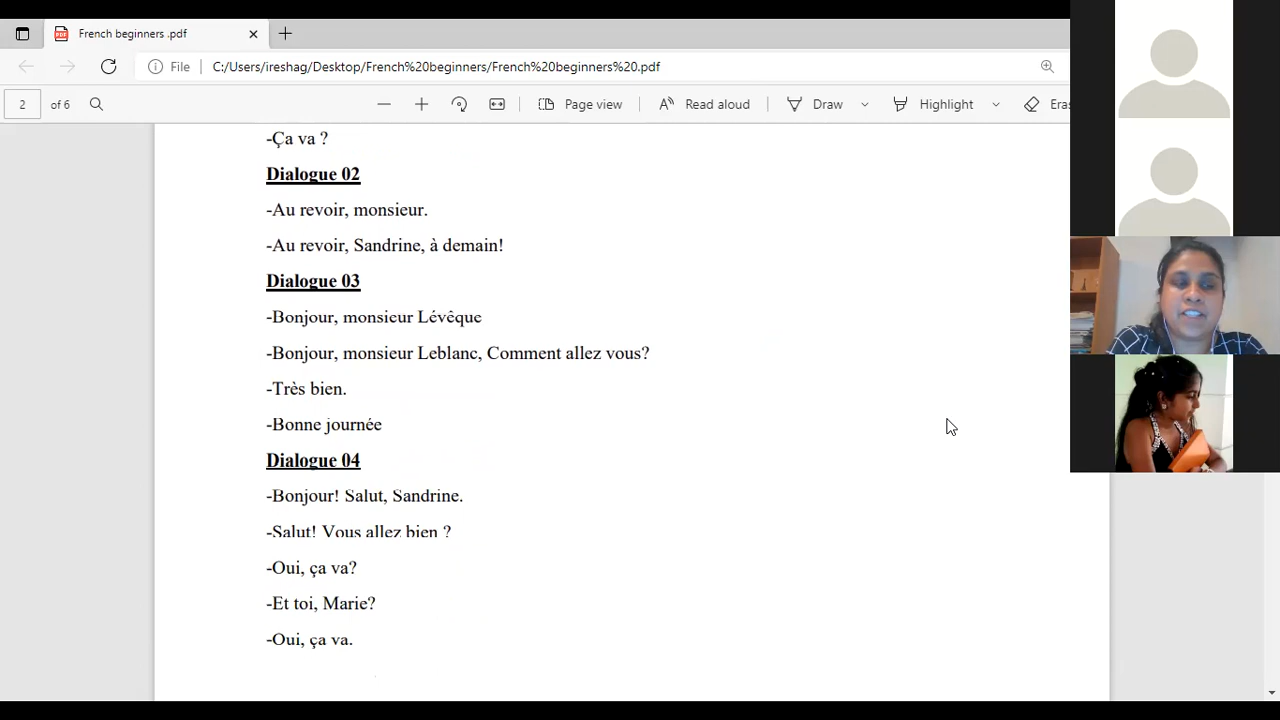 French beginners .pdf
File
C:/Users/ireshag/Desktop/French%20beginners/French%20beginners%20.pdf
2 of 6
Page view
Read aloud
Draw
Highlight
Eras
-Ça va ?
Dialogue 02
-Au revoir, monsieur.
-Au revoir, Sandrine, à demain!
Dialogue 03
-Bonjour, monsieur Lévêque
-Bonjour, monsieur Leblanc, Comment allez vous?
-Très bien.
-Bonne journée
Dialogue 04
-Bonjour! Salut, Sandrine.
-Salut! Vous allez bien ?
-Oui, ça va?
-Et toi, Marie?
-Oui, ça va.